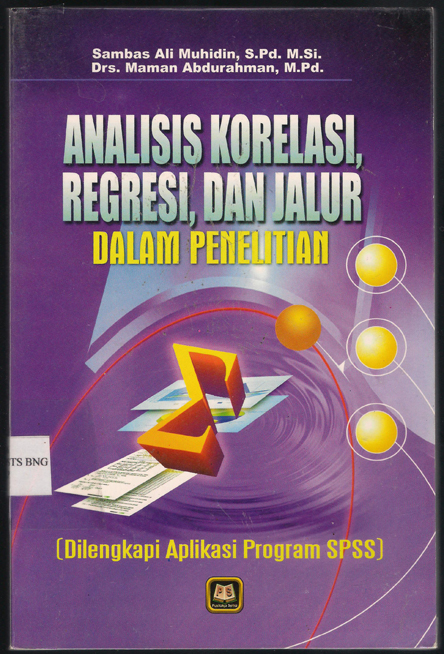 Sambas Ali Muhidin, S.Pd. M.Si.
Drs. Maman Abdurahman, M.Pd.
ANALISIS KORELASI,
REGRESI, DAN JALUR
DALAM PENELITIAN
TS BNG
(Dilengkapi Aplikasi Program SPSS)